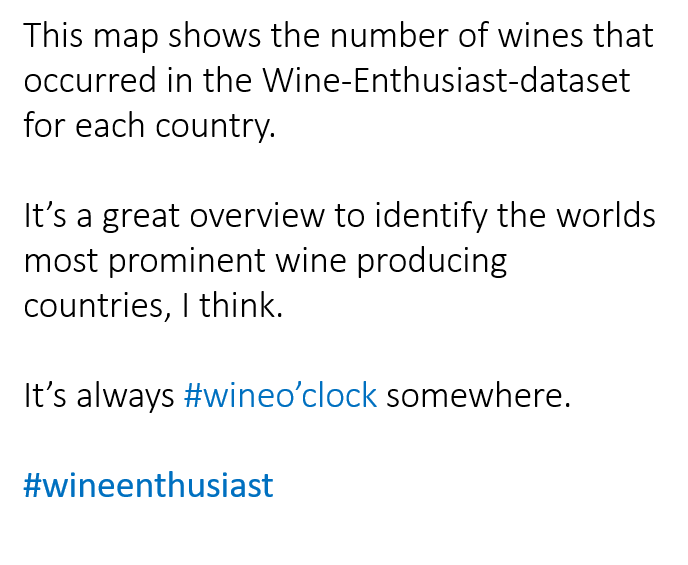 This map shows the number of wines that
occurred in the Wine-Enthusiast-dataset
for each country.
It’s a great overview to identify the worlds
most prominent wine producing
countries, I think.
It’s always #wineo’clock somewhere.
#wineenthusiast